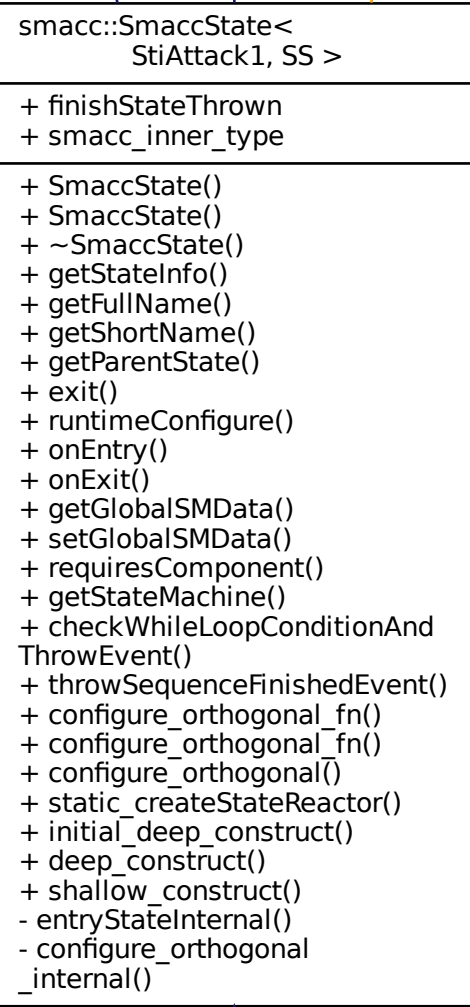 smacc::SmaccState<
StiAttack1, SS >
+ finishStateThrown
+ smacc_inner_type
+ SmaccState()
+ SmaccState()
+ ~SmaccState()
+ getStateInfo()
+ getFullName()
+ getShortName()
+ getParentState()
+ exit()
+ runtimeConfigure()
+ onEntry()
+ onExit()
+ getGlobalSMData()
+ setGlobalSMData()
+ requiresComponent()
+ getStateMachine()
+ checkWhileLoopConditionAnd
ThrowEvent()
+ throwSequenceFinishedEvent()
+ configure_orthogonal_fn()
+ configure_orthogonal_fn()
+ configure_orthogonal()
+ static_createStateReactor()
+ initial_deep_construct()
+ deep_construct()
+ shallow_construct()
- entryStateInternal()
- configure_orthogonal
_internal()